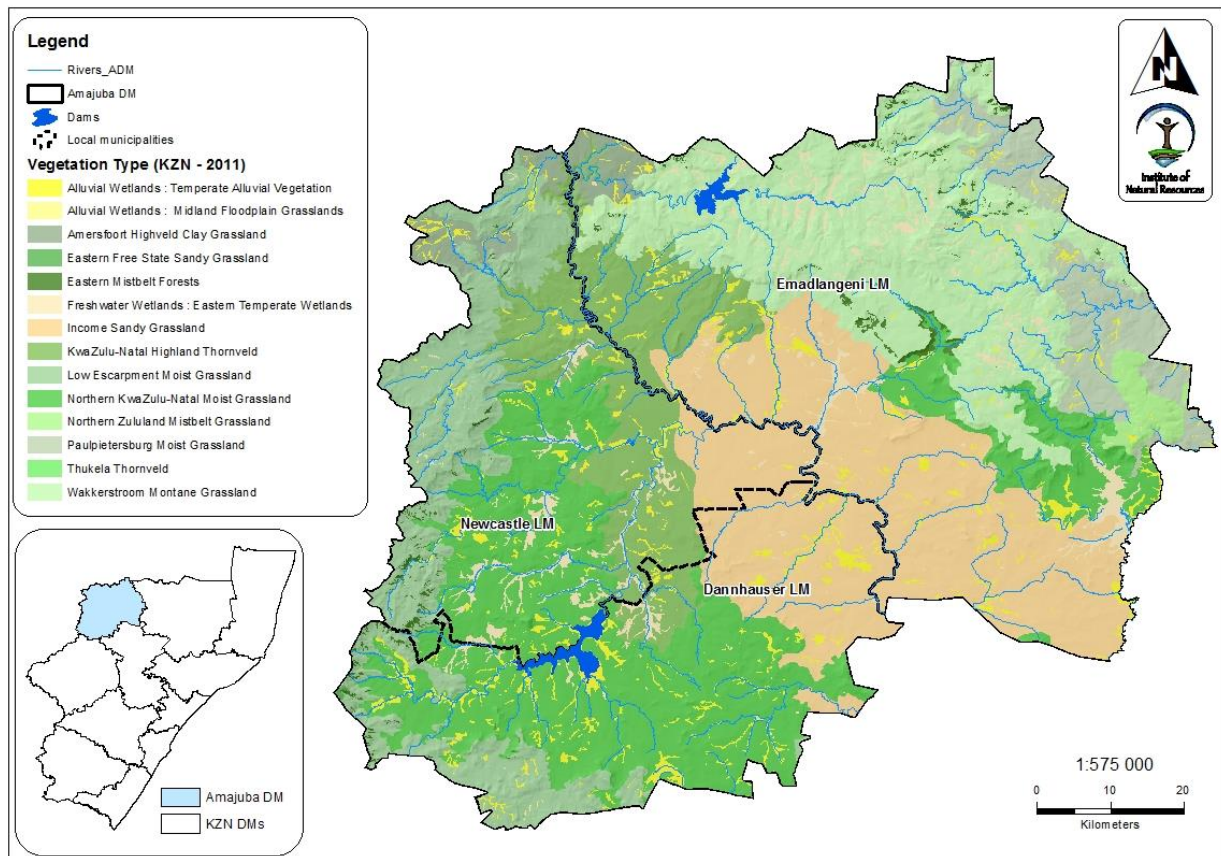 Legend
Rivers_ADM
Amajuba DM
Dams
Local municipalities
Vegetation Type (KZN - 2011)
Alluvial Wetlands : Temperate Alluvial Vegetation
Alluvial Wetlands : Midland Floodplain Grasslands
Amersfoort Highveld Clay Grassland
Eastern Free State Sandy Grassland
Eastern Mistbelt Forests
Freshwater Wetlands : Eastern Temperate Wetlands
Income Sandy Grassland
KwaZulu-Natal Highland Thornveld
Low Escarpment Moist Grassland
Northern KwaZulu-Natal Moist Grassland
Northern Zululand Mistbelt Grassland
Paulpietersburg Moist Grassland
Thukela Thornveld
Wakkerstroom Montane Grassland
N
Institute of
Natural Resources
Emadlangeni LM
Newcastle LM
Dannhauser LM
Amajuba DM
KZN DMs
1:575 000
0 10 20
Kilometers